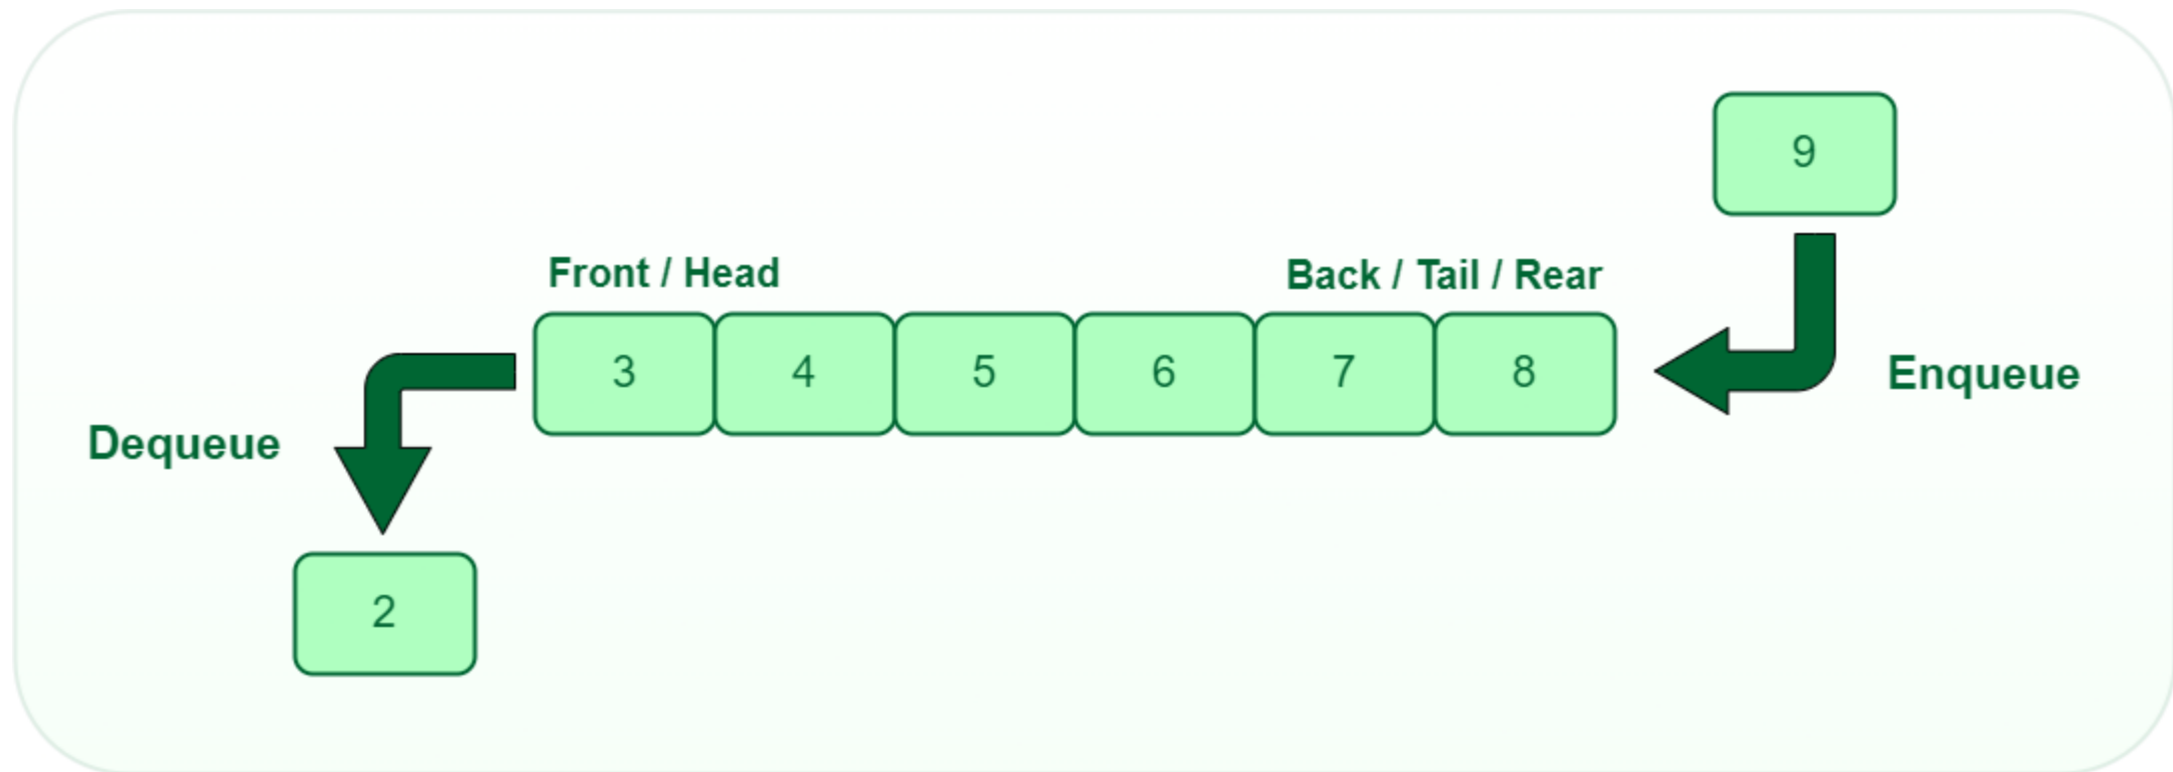 9
Front / Head
Back / Tail / Rear
3 4 5 6 7 8
Enqueue
Dequeue
2